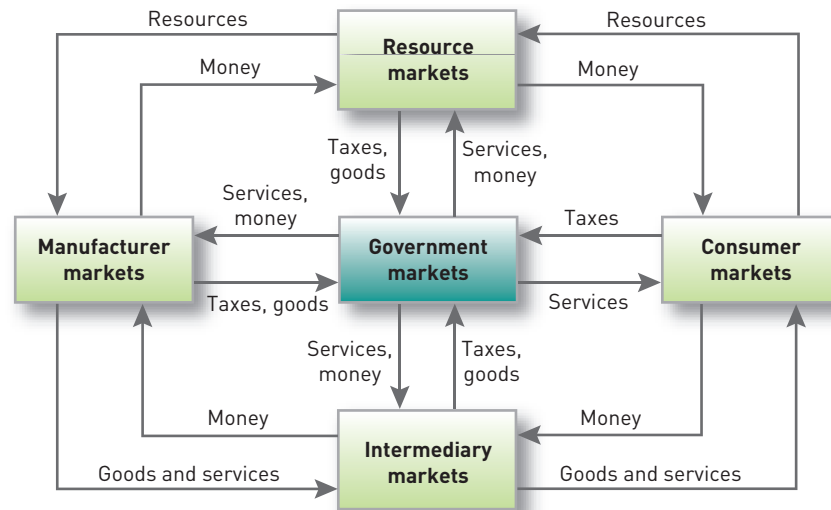 Resources
Resources
Resource
markets
Money
Money
Taxes,
goods
Services,
money
Services,
money
Taxes
Manufacturer
markets
Government
markets
Consumer
markets
Taxes, goods
Services
Services,
money
Taxes,
goods
Money
Money
Intermediary
markets
Goods and services
Goods and services